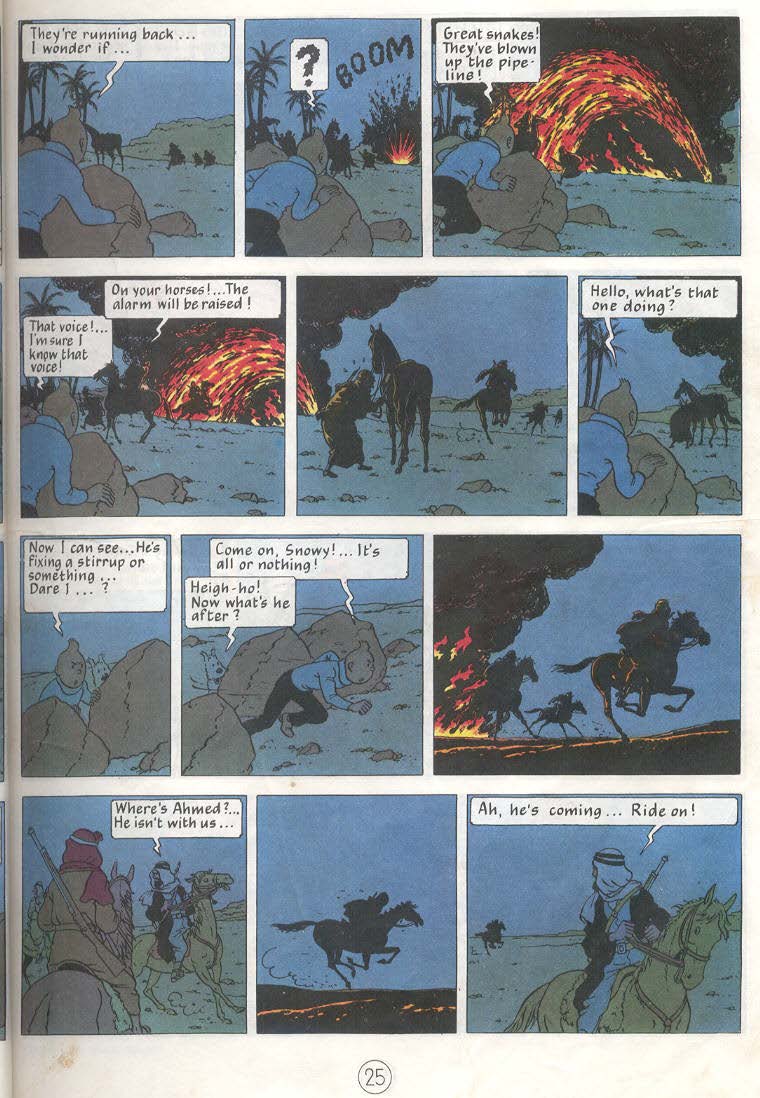 They're running back ...
I wonder if ...
?
BOOM
Great snakes!
They've blown
up the pipe-
line!
On your horses!...The
alarm will be raised!
That voice!...
I'm sure I
know that
voice!
Hello, what's that
one doing?
Now I can see...He's
fixing a stirrup or
something ...
Dare I ... ?
Come on, Snowy!... It's
all or nothing!
Heigh-ho!
Now what's he
after?
Where's Ahmed?...
He isn't with us ...
Ah, he's coming ... Ride on!
25